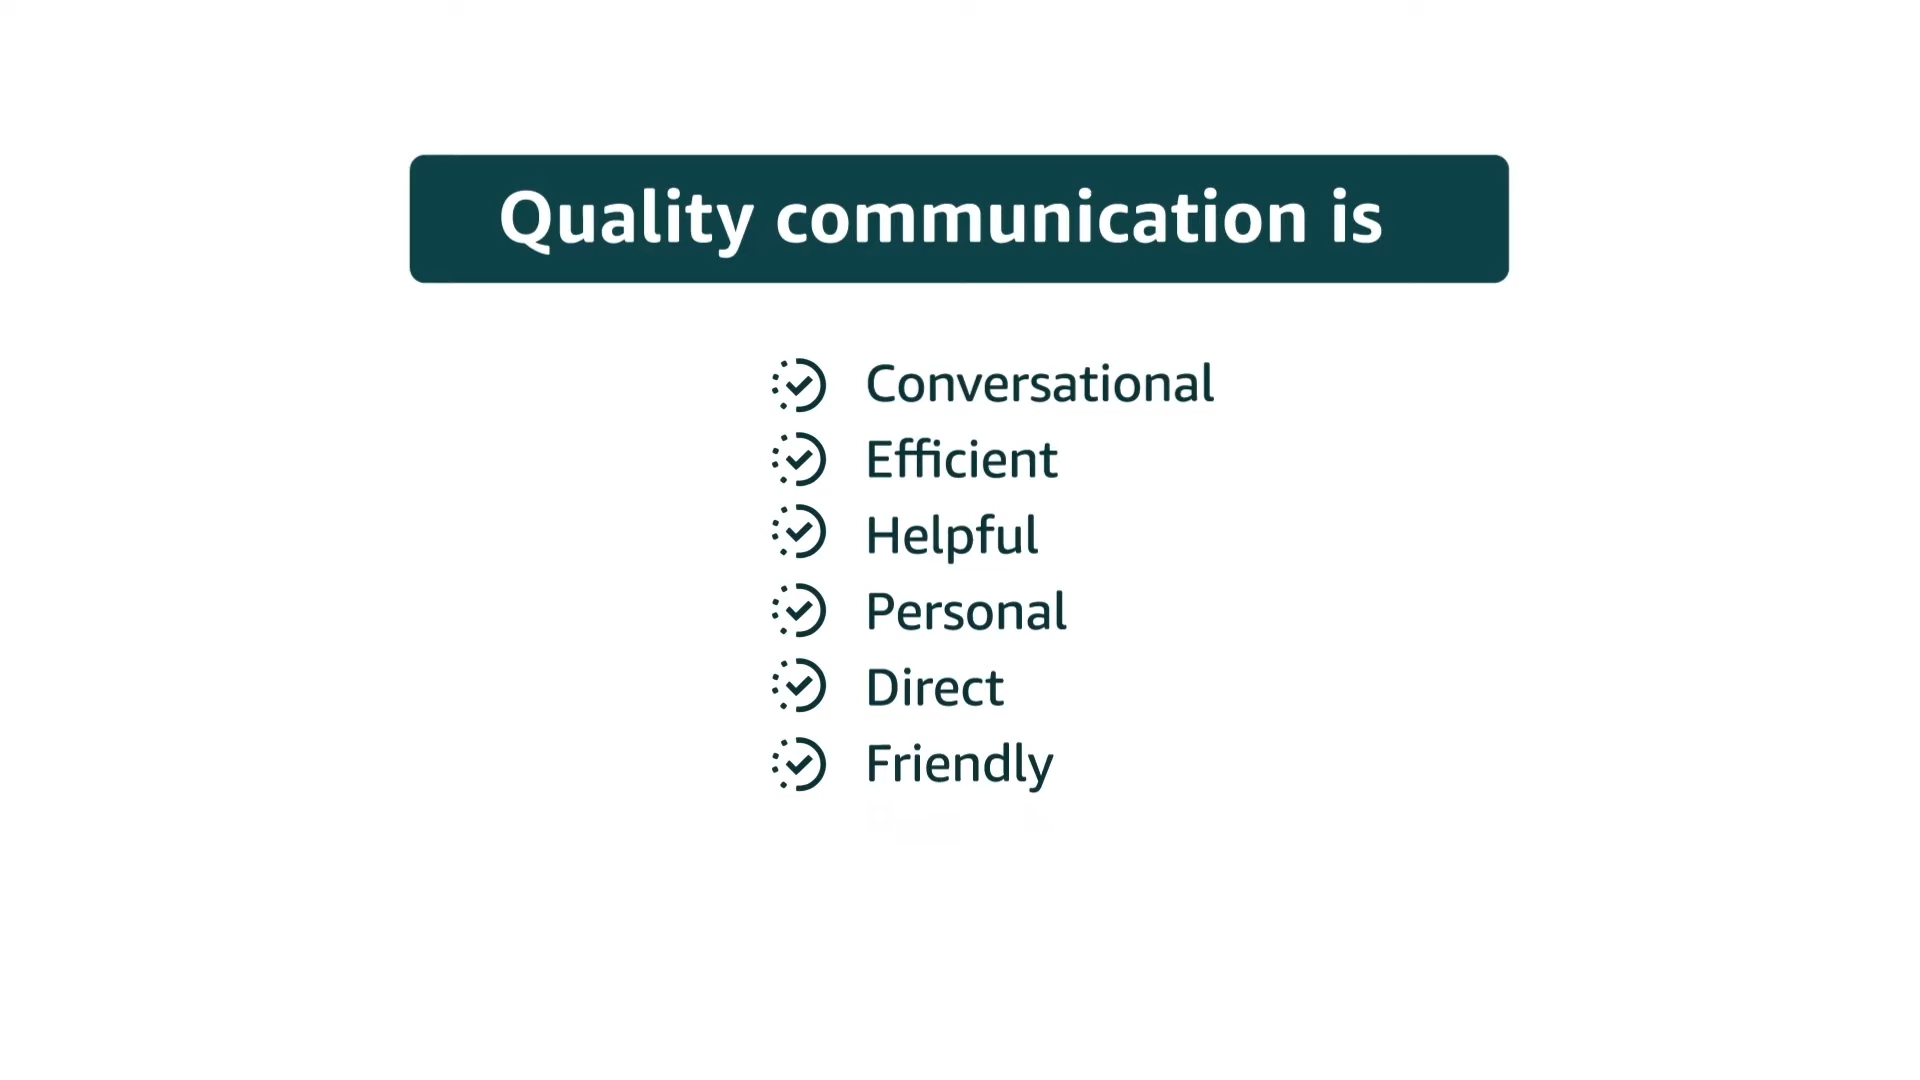 Quality communication is
Conversational
Efficient
Helpful
Personal
Direct
Friendly